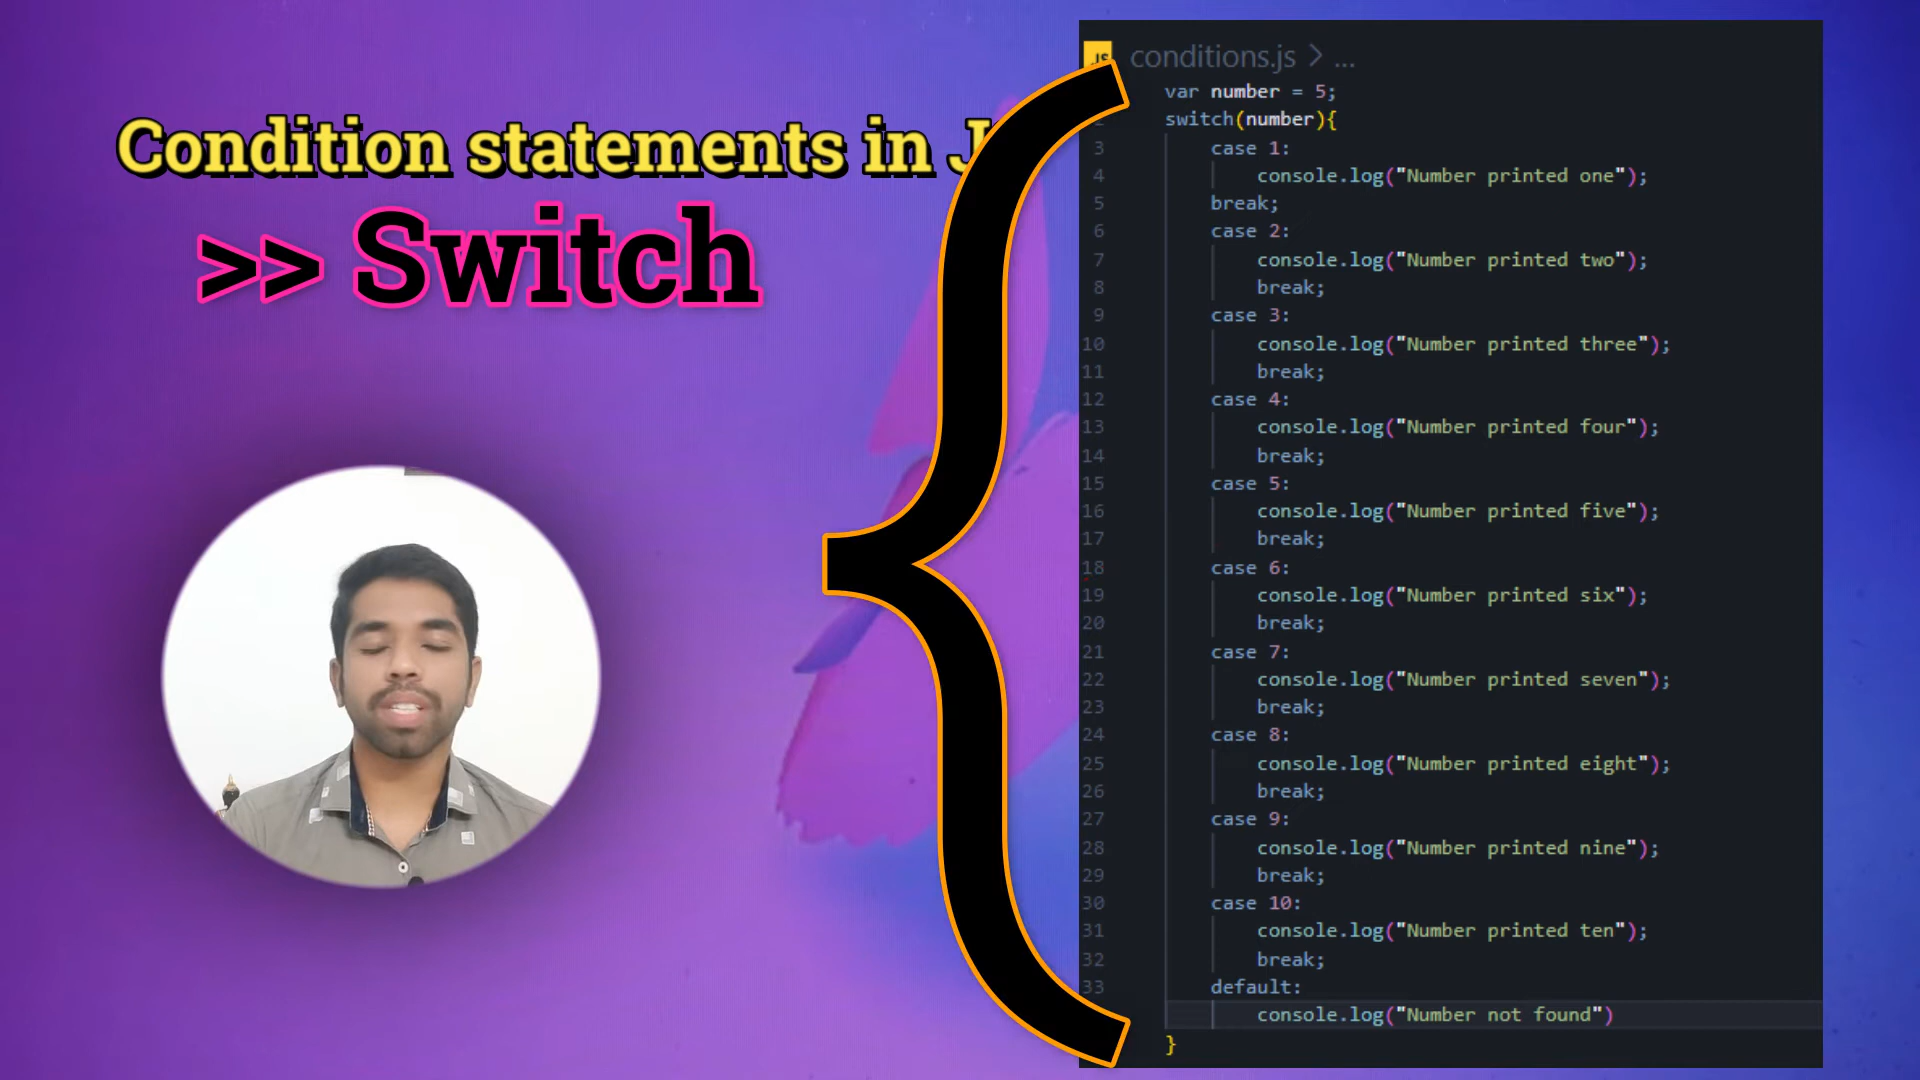 Condition statements in J
>> Switch
JS conditions.js > ...
var number = 5;
switch(number){
3 case 1:
4 console.log("Number printed one");
5 break;
6 case 2:
7 console.log("Number printed two");
8 break;
9 case 3:
10 console.log("Number printed three");
11 break;
12 case 4:
13 console.log("Number printed four");
14 break;
15 case 5:
16 console.log("Number printed five");
17 break;
18 case 6:
19 console.log("Number printed six");
20 break;
21 case 7:
22 console.log("Number printed seven");
23 break;
24 case 8:
25 console.log("Number printed eight");
26 break;
27 case 9:
28 console.log("Number printed nine");
29 break;
30 case 10:
31 console.log("Number printed ten");
32 break;
33 default:
console.log("Number not found")
}